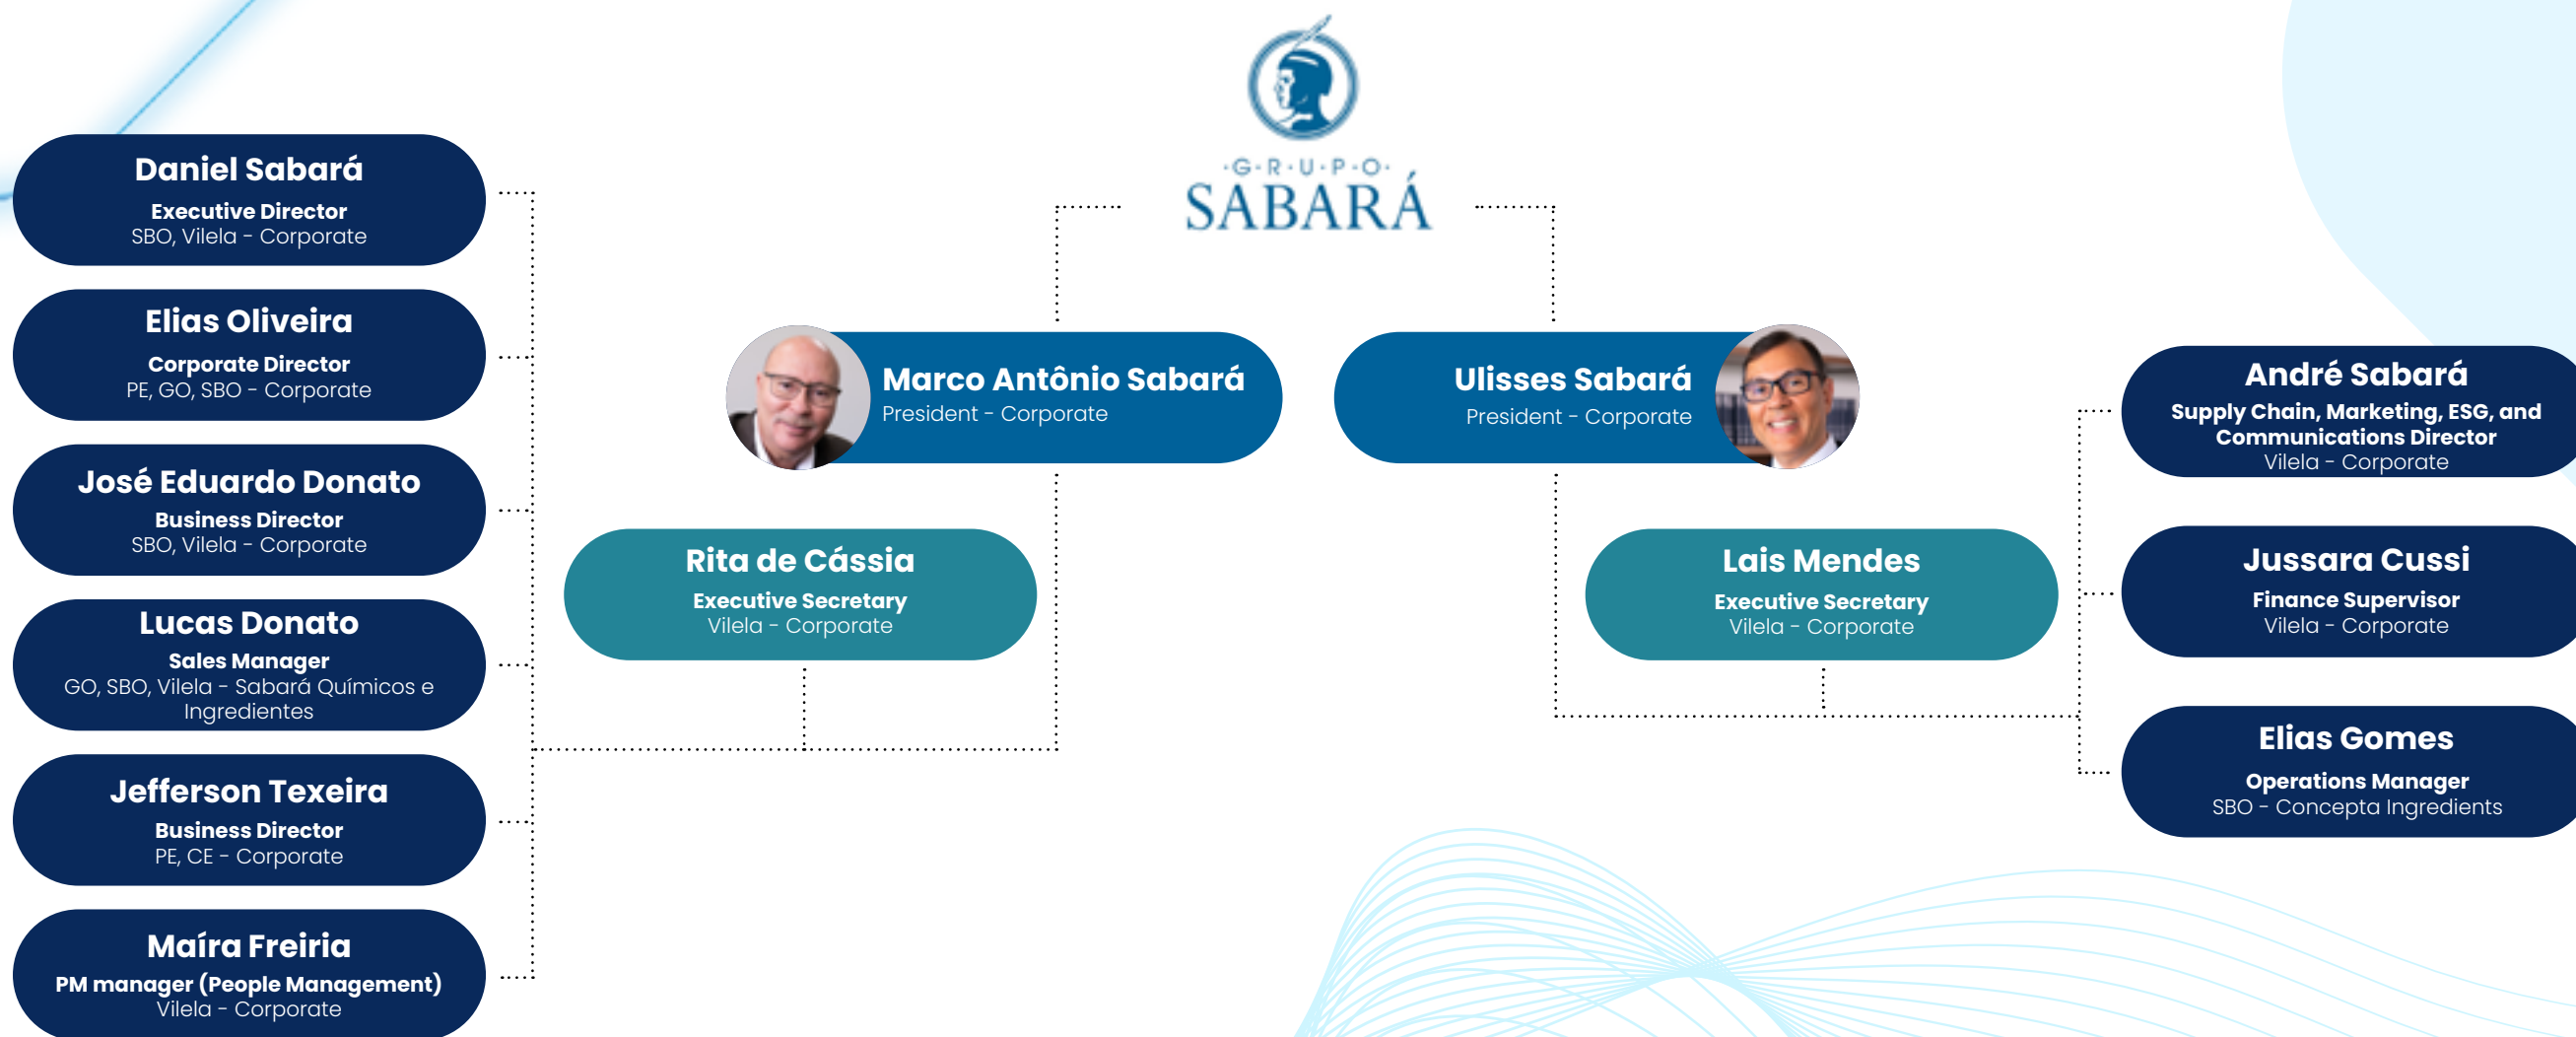 ·G·R·U·P·O·
SABARÁ
Marco Antônio Sabará
President - Corporate
Ulisses Sabará
President - Corporate
Daniel Sabará
Executive Director
SBO, Vilela - Corporate
Elias Oliveira
Corporate Director
PE, GO, SBO - Corporate
José Eduardo Donato
Business Director
SBO, Vilela - Corporate
Lucas Donato
Sales Manager
GO, SBO, Vilela - Sabará Químicos e
Ingredientes
Jefferson Texeira
Business Director
PE, CE - Corporate
Maíra Freiria
PM manager (People Management)
Vilela - Corporate
Rita de Cássia
Executive Secretary
Vilela - Corporate
Lais Mendes
Executive Secretary
Vilela - Corporate
André Sabará
Supply Chain, Marketing, ESG, and
Communications Director
Vilela - Corporate
Jussara Cussi
Finance Supervisor
Vilela - Corporate
Elias Gomes
Operations Manager
SBO - Concepta Ingredients